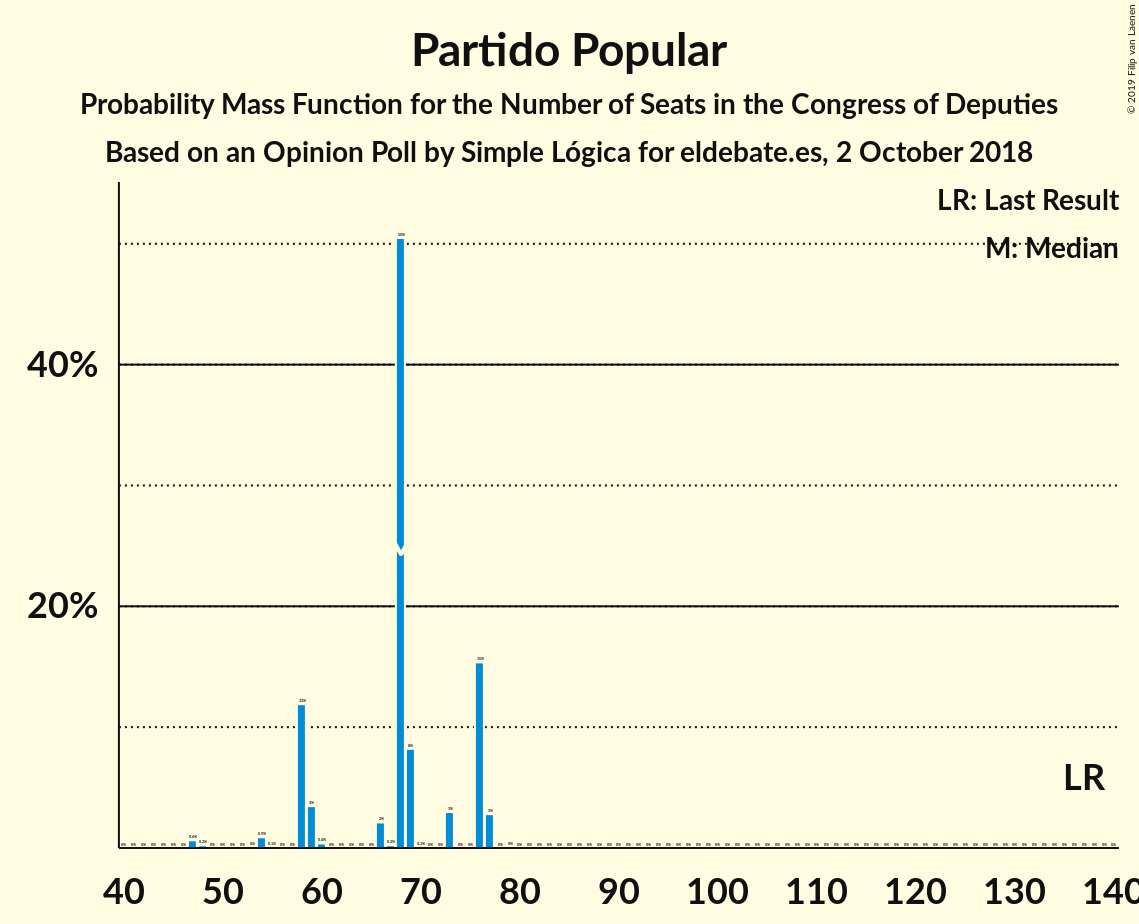 Partido Popular
Probability Mass Function for the Number of Seats in the Congress of Deputies
Based on an Opinion Poll by Simple Lógica for eldebate.es, 2 October 2018
© 2019 Filip van Laenen
LR: Last Result
M: Median
40%
20%
LR
40 50 60 70 80 90 100 110 120 130 140